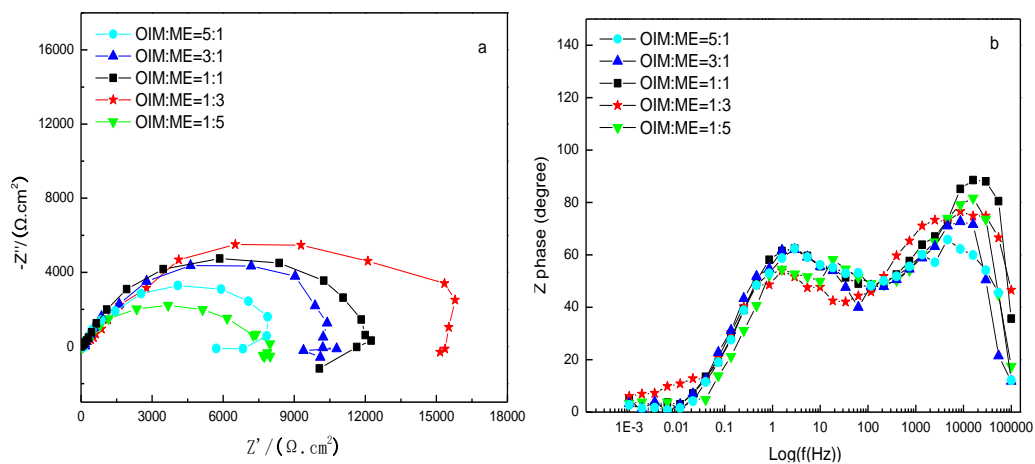 a
OIM:ME=5:1
OIM:ME=3:1
OIM:ME=1:1
OIM:ME=1:3
OIM:ME=1:5
16000
12000
8000
4000
0
-Z''/(Ω.cm²)
0 3000 6000 9000 12000 15000 18000
Z'/(Ω.cm²)
b
OIM:ME=5:1
OIM:ME=3:1
OIM:ME=1:1
OIM:ME=1:3
OIM:ME=1:5
140
120
100
80
60
40
20
0
Z phase (degree)
1E-3 0.01 0.1 1 10 100 1000 10000 100000
Log(f(Hz))